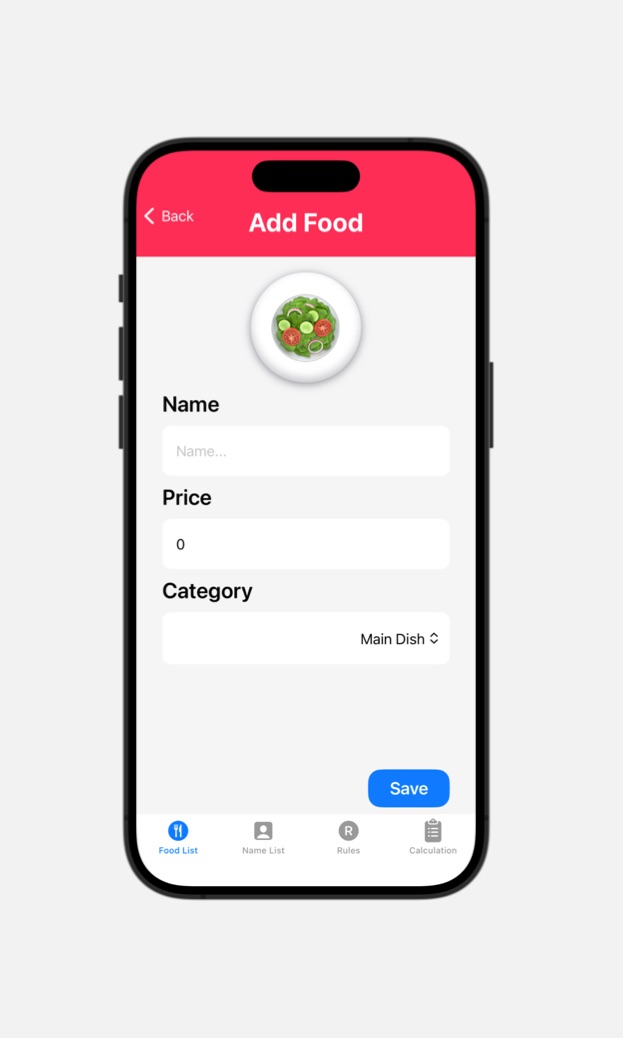 Back
Add Food
Name
Name...
Price
0
Category
Main Dish
Save
Food List
Name List
R
Rules
Calculation